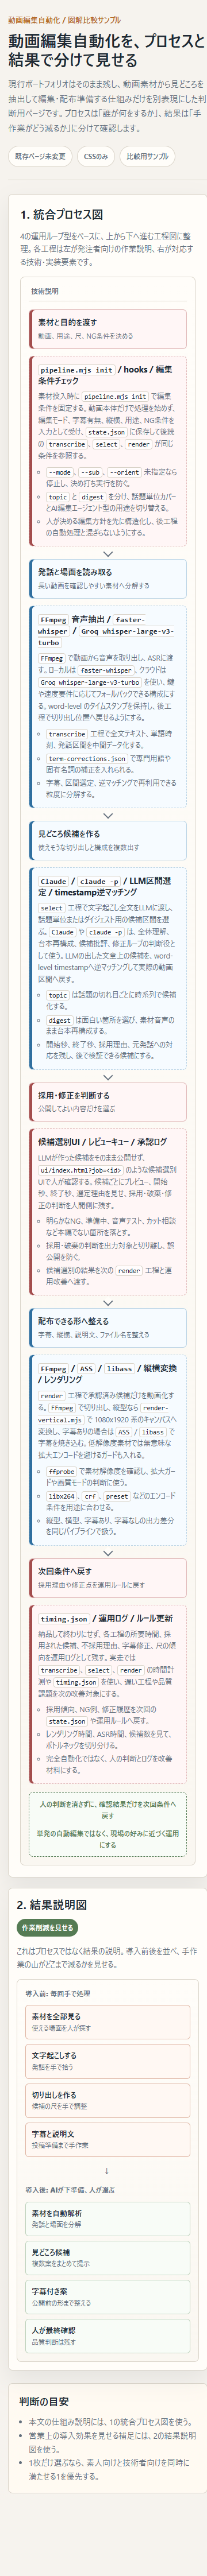 動画編集自動化 / 図解比較サンプル
動画編集自動化を、プロセスと
結果で分けて見せる
現行ポートフォリオはそのまま残し、動画素材から見どころを
抽出して編集・配布準備する仕組みだけを別表現にした判
断用ページです。プロセスは「誰が何をするか」、結果は「手
作業がどう減るか」に分けて確認します。
既存ページ未変更
CSSのみ
比較用サンプル
1. 統合プロセス図
4の運用ループ型をベースに、上から下へ進む工程図に整
理。各工程は左が発注者向けの作業説明、右が対応す
る技術・実装要素です。
技術説明
素材と目的を渡す
動画、用途、尺、NG条件を決める
pipeline.mjs init / hooks / 編集
条件チェック
素材投入時に pipeline.mjs init で編集
条件を固定する。動画本体だけで処理を始めず、
編集モード、字幕有無、縦横、用途、NG条件を
入力として受け、state.json に保存して後続
の transcribe、select、render が同じ
条件を参照する。
--mode、--sub、--orient 未指定なら
停止し、決め打ち実行を防ぐ。
topic と digest を分け、話題単位カバー
とAI編集エージェント型の用途を切り替える。
人が決める編集方針を先に構造化し、後工
程の自動処理と混ざらないようにする。
発話と場面を読み取る
長い動画を確認しやすい素材へ分解する
FFmpeg 音声抽出 / faster-
whisper / Groq whisper-large-v3-
turbo
FFmpeg で動画から音声を取り出し、ASRに渡
す。ローカルは faster-whisper、クラウドは
Groq whisper-large-v3-turbo を使い、鍵
や速度要件に応じてフォールバックできる構成にす
る。word-level のタイムスタンプを保持し、後工
程で切り出し位置へ戻せるようにする。
transcribe 工程で全文テキスト、単語時
刻、発話区間を中間データ化する。
term-corrections.json で専門用語や
固有名詞の補正を入れられる。
字幕、区間選定、逆マッチングで再利用できる
粒度に分解する。
見どころ候補を作る
使えそうな切り出しと構成を複数出す
Claude / claude -p / LLM区間選
定 / timestamp逆マッチング
select 工程で文字起こし全文をLLMに渡し、
話題単位またはダイジェスト用の候補区間を選
ぶ。Claude や claude -p は、全体理解、
台本再構成、候補批評、修正ループの判断役と
して使う。LLMの出した文章上の候補を、word-
level timestampへ逆マッチングして実際の動画
区間へ戻す。
topic は話題の切れ目ごとに時系列で候補
化する。
digest は面白い箇所を選び、素材音声の
まま台本再構成する。
開始秒、終了秒、採用理由、元発話への対
応を残し、後で検証できる候補にする。
採用・修正を判断する
公開してよい内容だけを選ぶ
候補選別UI / レビューキュー / 承認ログ
LLMが作った候補をそのまま公開せず、
ui/index.html?job=<id> のような候補選別
UIで人が確認する。候補ごとにプレビュー、開始
秒、終了秒、選定理由を見せ、採用・破棄・修
正の判断を人間側に残す。
明らかなNG、準備中、音声テスト、カット相談
など本編でない箇所を落とす。
採用・破棄の判断を出力対象と切り離し、誤
公開を防ぐ。
候補選別の結果を次の render 工程と運
用改善へ渡す。
配布できる形へ整える
字幕、縦横、説明文、ファイル名を整える
FFmpeg / ASS / libass / 縦横変換
/ レンダリング
render 工程で承認済み候補だけを動画化す
る。FFmpeg で切り出し、縦型なら render-
vertical.mjs で 1080x1920 系のキャンバスへ
変換し、字幕ありの場合は ASS / libass で
字幕を焼き込む。低解像度素材では無意味な
拡大エンコードを避けるガードも入れる。
ffprobe で素材解像度を確認し、拡大ガー
ドや画質モードの判断に使う。
libx264、crf、preset などのエンコード
条件を用途に合わせる。
縦型、横型、字幕あり、字幕なしの出力差分
を同じパイプラインで扱う。
次回条件へ戻す
採用理由や修正点を運用ルールに戻す
timing.json / 運用ログ / ルール更新
納品して終わりにせず、各工程の所要時間、採
用された候補、不採用理由、字幕修正、尺の傾
向を運用ログとして残す。実走では
transcribe、select、render の時間計
測や timing.json を使い、遅い工程や品質
課題を次の改善対象にする。
採用傾向、NG例、修正履歴を次回の
state.json や運用ルールへ戻す。
レンダリング時間、ASR時間、候補数を見て、ボ
トルネックを切り分ける。
完全自動化ではなく、人の判断とログを改善
材料にする。
人の判断を消さずに、確認結果だけを次回条件へ
戻す
単発の自動編集ではなく、現場の好みに近づく運用
にする
2. 結果説明図
作業削減を見せる
これはプロセスではなく結果の説明。導入前後を並べ、手作
業の山がどこまで減るかを見せる。
導入前: 毎回手で処理
素材を全部見る
使える場面を人が探す
文字起こしする
発話を手で拾う
切り出しを作る
候補の尺を手で調整
字幕と説明文
投稿準備まで手作業
↓
導入後: AIが下準備、人が選ぶ
素材を自動解析
発話と場面を分解
見どころ候補
複数案をまとめて提示
字幕付き案
公開前の形まで整える
人が最終確認
品質判断は残す
判断の目安
本文の仕組み説明には、1の統合プロセス図を使う。
営業上の導入効果を見せる補足には、2の結果説明
図を使う。
1枚だけ選ぶなら、素人向けと技術者向けを同時に
満たせる1を優先する。